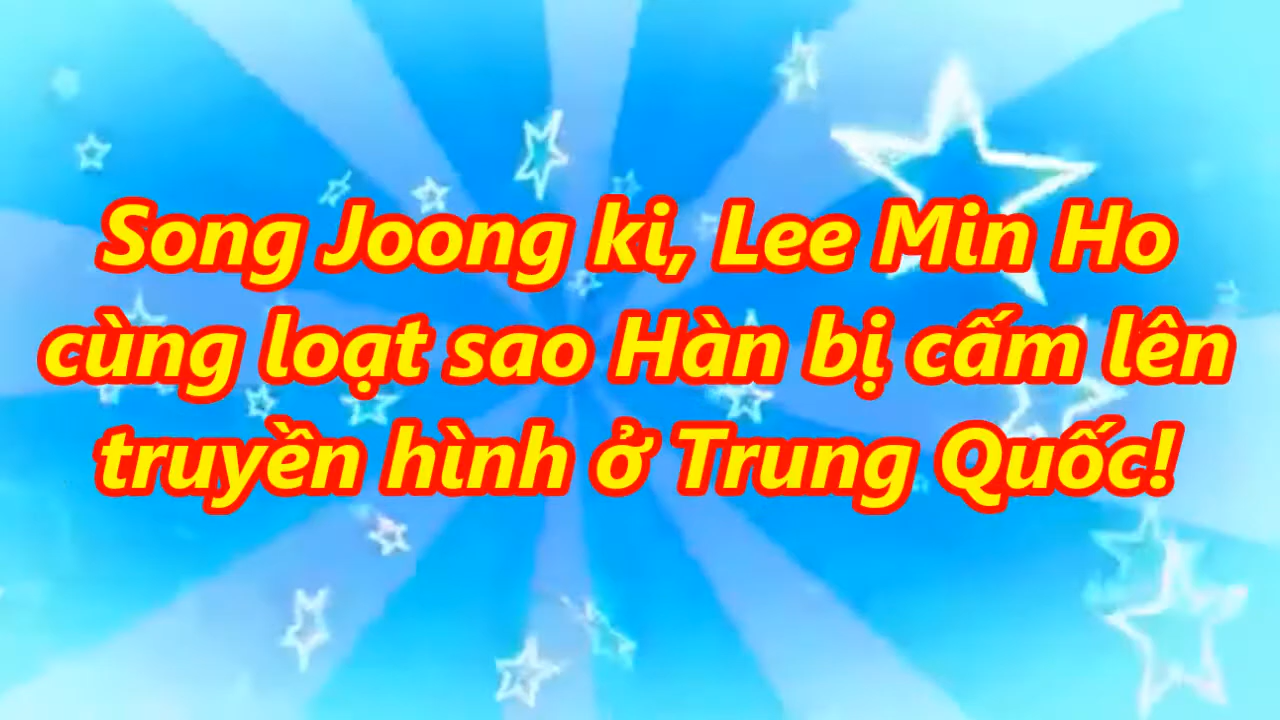 Song Joong ki, Lee Min Ho
cùng loạt sao Hàn bị cấm lên
truyền hình ở Trung Quốc!